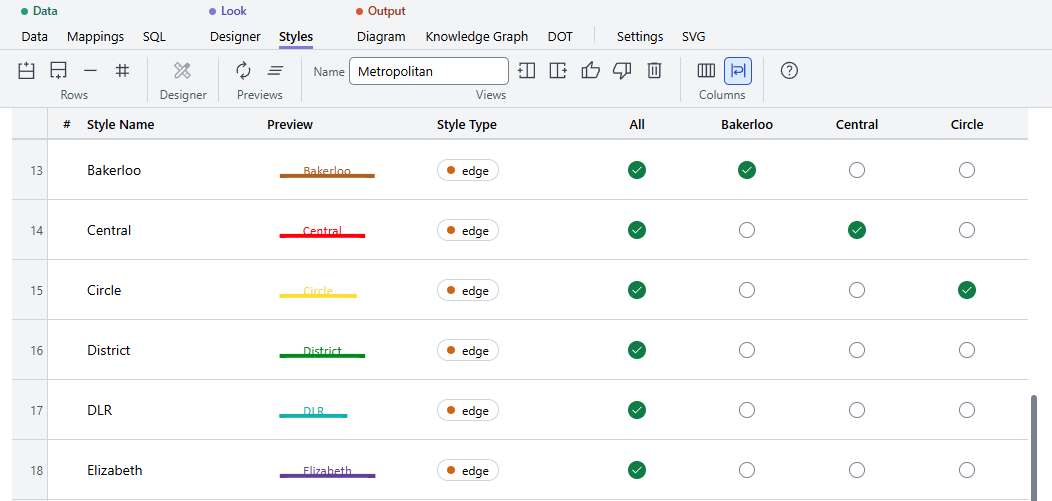 Data Look Output
Data Mappings SQL Designer Styles Diagram Knowledge Graph DOT Settings SVG
Name Metropolitan
Rows Designer Previews Views Columns
# Style Name Preview Style Type All Bakerloo Central Circle
13 Bakerloo Bakerloo edge
14 Central Central edge
15 Circle Circle edge
16 District District edge
17 DLR DLR edge
18 Elizabeth Elizabeth edge